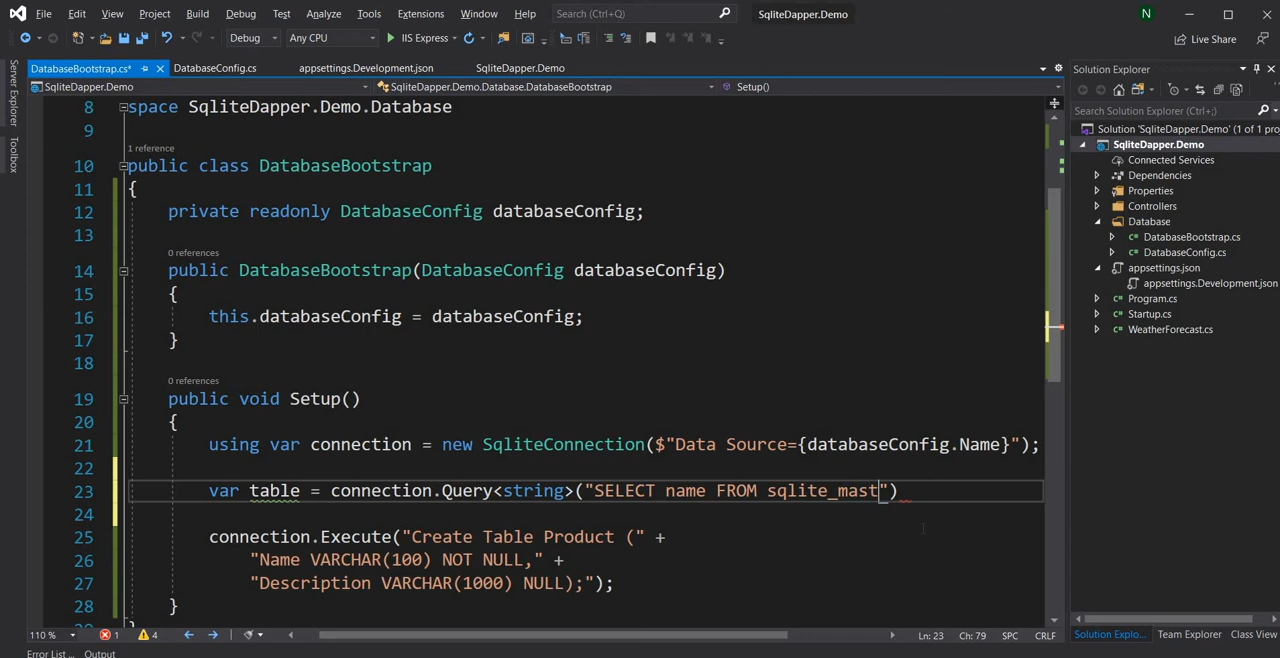 File Edit View Project Build Debug Test Analyze Tools Extensions Window Help Search (Ctrl+Q) SqliteDapper.Demo N
Debug Any CPU IIS Express Live Share
Server Explorer
Toolbox
DatabaseBootstrap.cs* DatabaseConfig.cs appsettings.Development.json SqliteDapper.Demo
SqliteDapper.Demo SqliteDapper.Demo.Database.DatabaseBootstrap Setup()
8 space SqliteDapper.Demo.Database
9
1 reference
10 public class DatabaseBootstrap
11 {
12 private readonly DatabaseConfig databaseConfig;
13
0 references
14 public DatabaseBootstrap(DatabaseConfig databaseConfig)
15 {
16 this.databaseConfig = databaseConfig;
17 }
18
0 references
19 public void Setup()
20 {
21 using var connection = new SqliteConnection($"Data Source={databaseConfig.Name}");
22
23 var table = connection.Query<string>("SELECT name FROM sqlite_mast")
24
25 connection.Execute("Create Table Product (" +
26 "Name VARCHAR(100) NOT NULL," +
27 "Description VARCHAR(1000) NULL);");
28 }
110 % 1 4 Ln: 23 Ch: 79 SPC CRLF
Error List ... Output
Solution Explorer
Search Solution Explorer (Ctrl+;)
Solution 'SqliteDapper.Demo' (1 of 1 pro
SqliteDapper.Demo
Connected Services
Dependencies
Properties
Controllers
Database
DatabaseBootstrap.cs
DatabaseConfig.cs
appsettings.json
appsettings.Development.json
Program.cs
Startup.cs
WeatherForecast.cs
Solution Explo... Team Explorer Class View